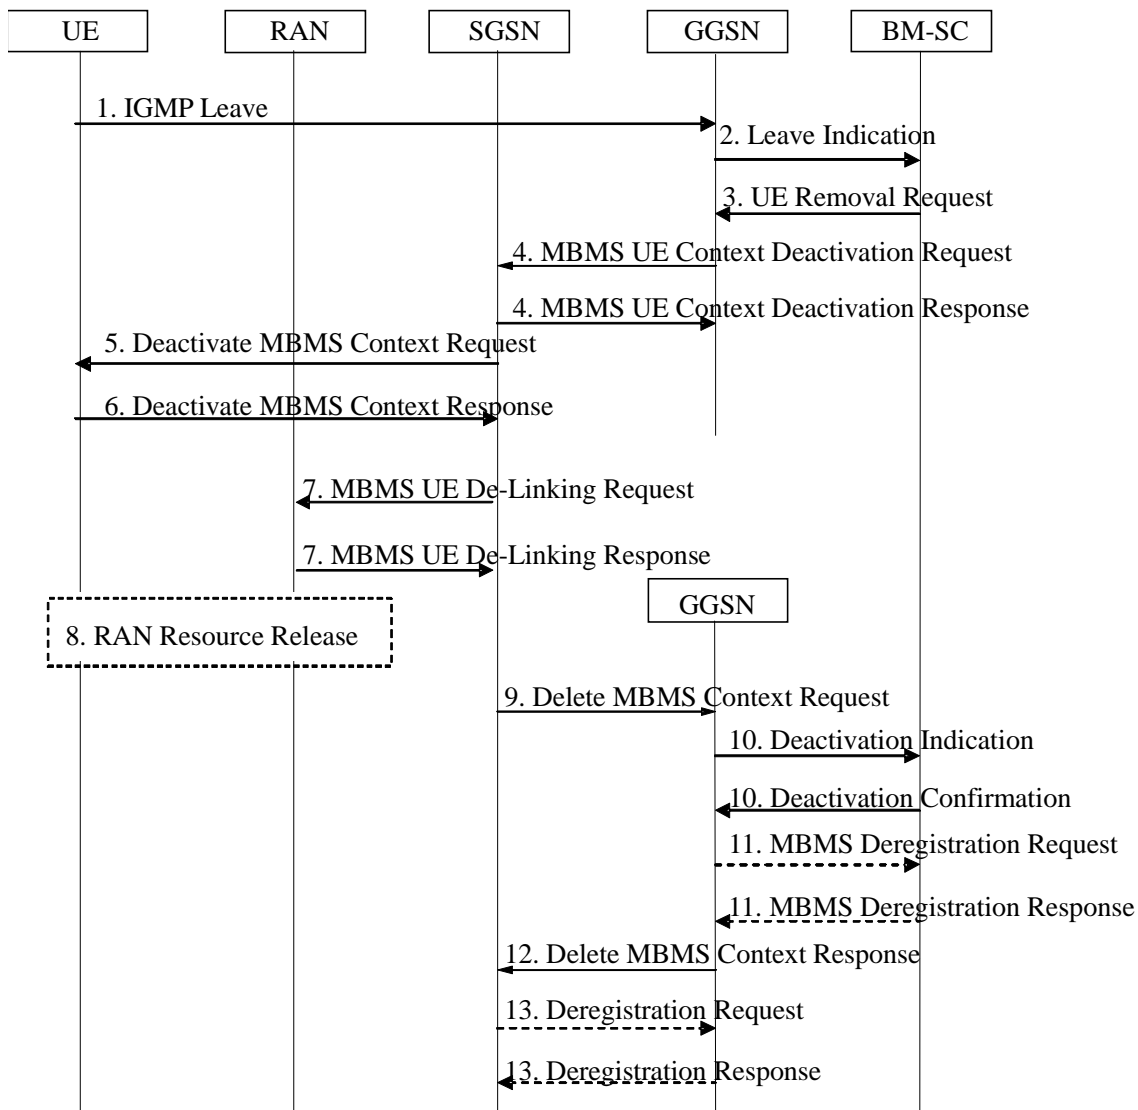 UE
RAN
SGSN
GGSN
BM-SC
1. IGMP Leave
2. Leave Indication
3. UE Removal Request
4. MBMS UE Context Deactivation Request
4. MBMS UE Context Deactivation Response
5. Deactivate MBMS Context Request
6. Deactivate MBMS Context Response
7. MBMS UE De-Linking Request
7. MBMS UE De-Linking Response
GGSN
8. RAN Resource Release
9. Delete MBMS Context Request
10. Deactivation Indication
10. Deactivation Confirmation
11. MBMS Deregistration Request
11. MBMS Deregistration Response
12. Delete MBMS Context Response
13. Deregistration Request
13. Deregistration Response